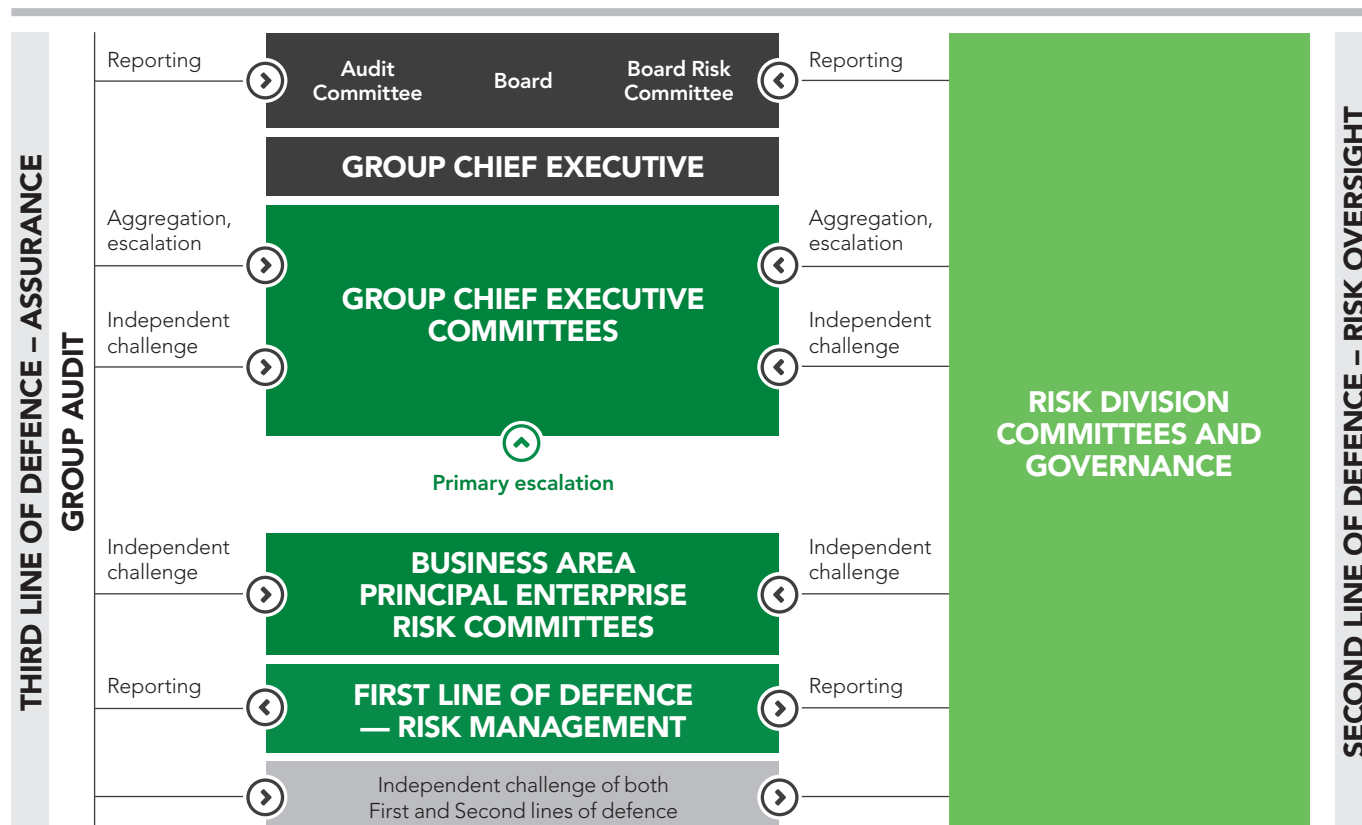 THIRD LINE OF DEFENCE – ASSURANCE
GROUP AUDIT
Reporting
Audit
Committee
Board
Board Risk
Committee
Reporting
GROUP CHIEF EXECUTIVE
Aggregation,
escalation
Independent
challenge
GROUP CHIEF EXECUTIVE
COMMITTEES
Aggregation,
escalation
Independent
challenge
Primary escalation
Independent
challenge
BUSINESS AREA
PRINCIPAL ENTERPRISE
RISK COMMITTEES
Independent
challenge
Reporting
FIRST LINE OF DEFENCE
— RISK MANAGEMENT
Reporting
Independent challenge of both
First and Second lines of defence
RISK DIVISION
COMMITTEES AND
GOVERNANCE
SECOND LINE OF DEFENCE – RISK OVERSIGHT